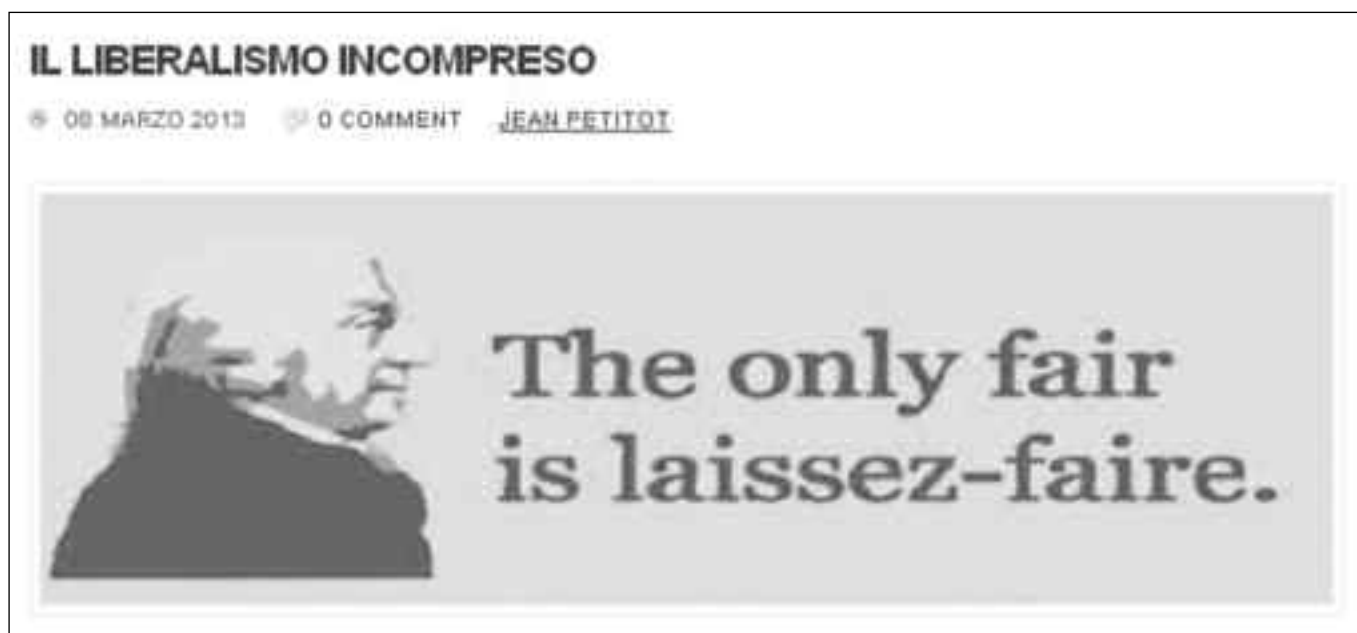 IL LIBERALISMO INCOMPRESO
08 MARZO 2013 0 COMMENT JEAN PETITOT
The only fair
is laissez-faire.